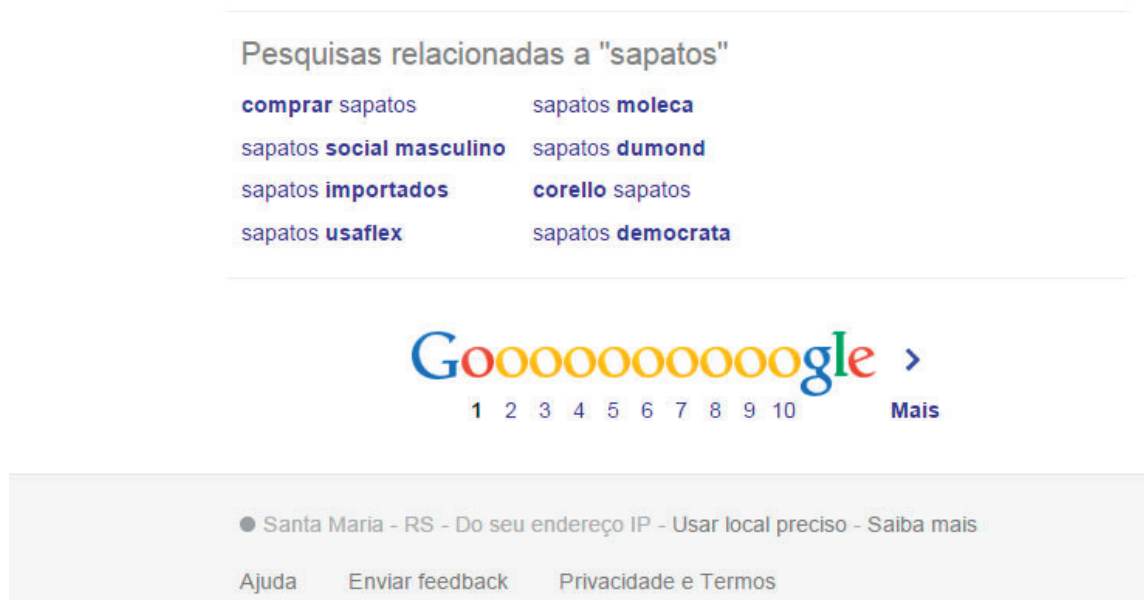 Pesquisas relacionadas a "sapatos"
comprar sapatos sapatos moleca
sapatos social masculino sapatos dumond
sapatos importados corello sapatos
sapatos usaflex sapatos democrata
Goooooooooogle >
1 2 3 4 5 6 7 8 9 10 Mais
Santa Maria - RS - Do seu endereço IP - Usar local preciso - Saiba mais
Ajuda Enviar feedback Privacidade e Termos